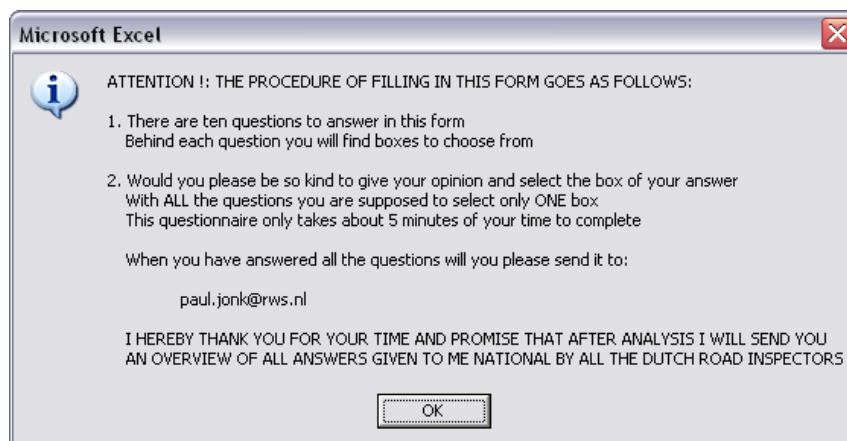 Microsoft Excel
ATTENTION !: THE PROCEDURE OF FILLING IN THIS FORM GOES AS FOLLOWS:
1. There are ten questions to answer in this form
Behind each question you will find boxes to choose from
2. Would you please be so kind to give your opinion and select the box of your answer
With ALL the questions you are supposed to select only ONE box
This questionnaire only takes about 5 minutes of your time to complete
When you have answered all the questions will you please send it to:
paul.jonk@rws.nl
I HEREBY THANK YOU FOR YOUR TIME AND PROMISE THAT AFTER ANALYSIS I WILL SEND YOU
AN OVERVIEW OF ALL ANSWERS GIVEN TO ME NATIONAL BY ALL THE DUTCH ROAD INSPECTORS
OK